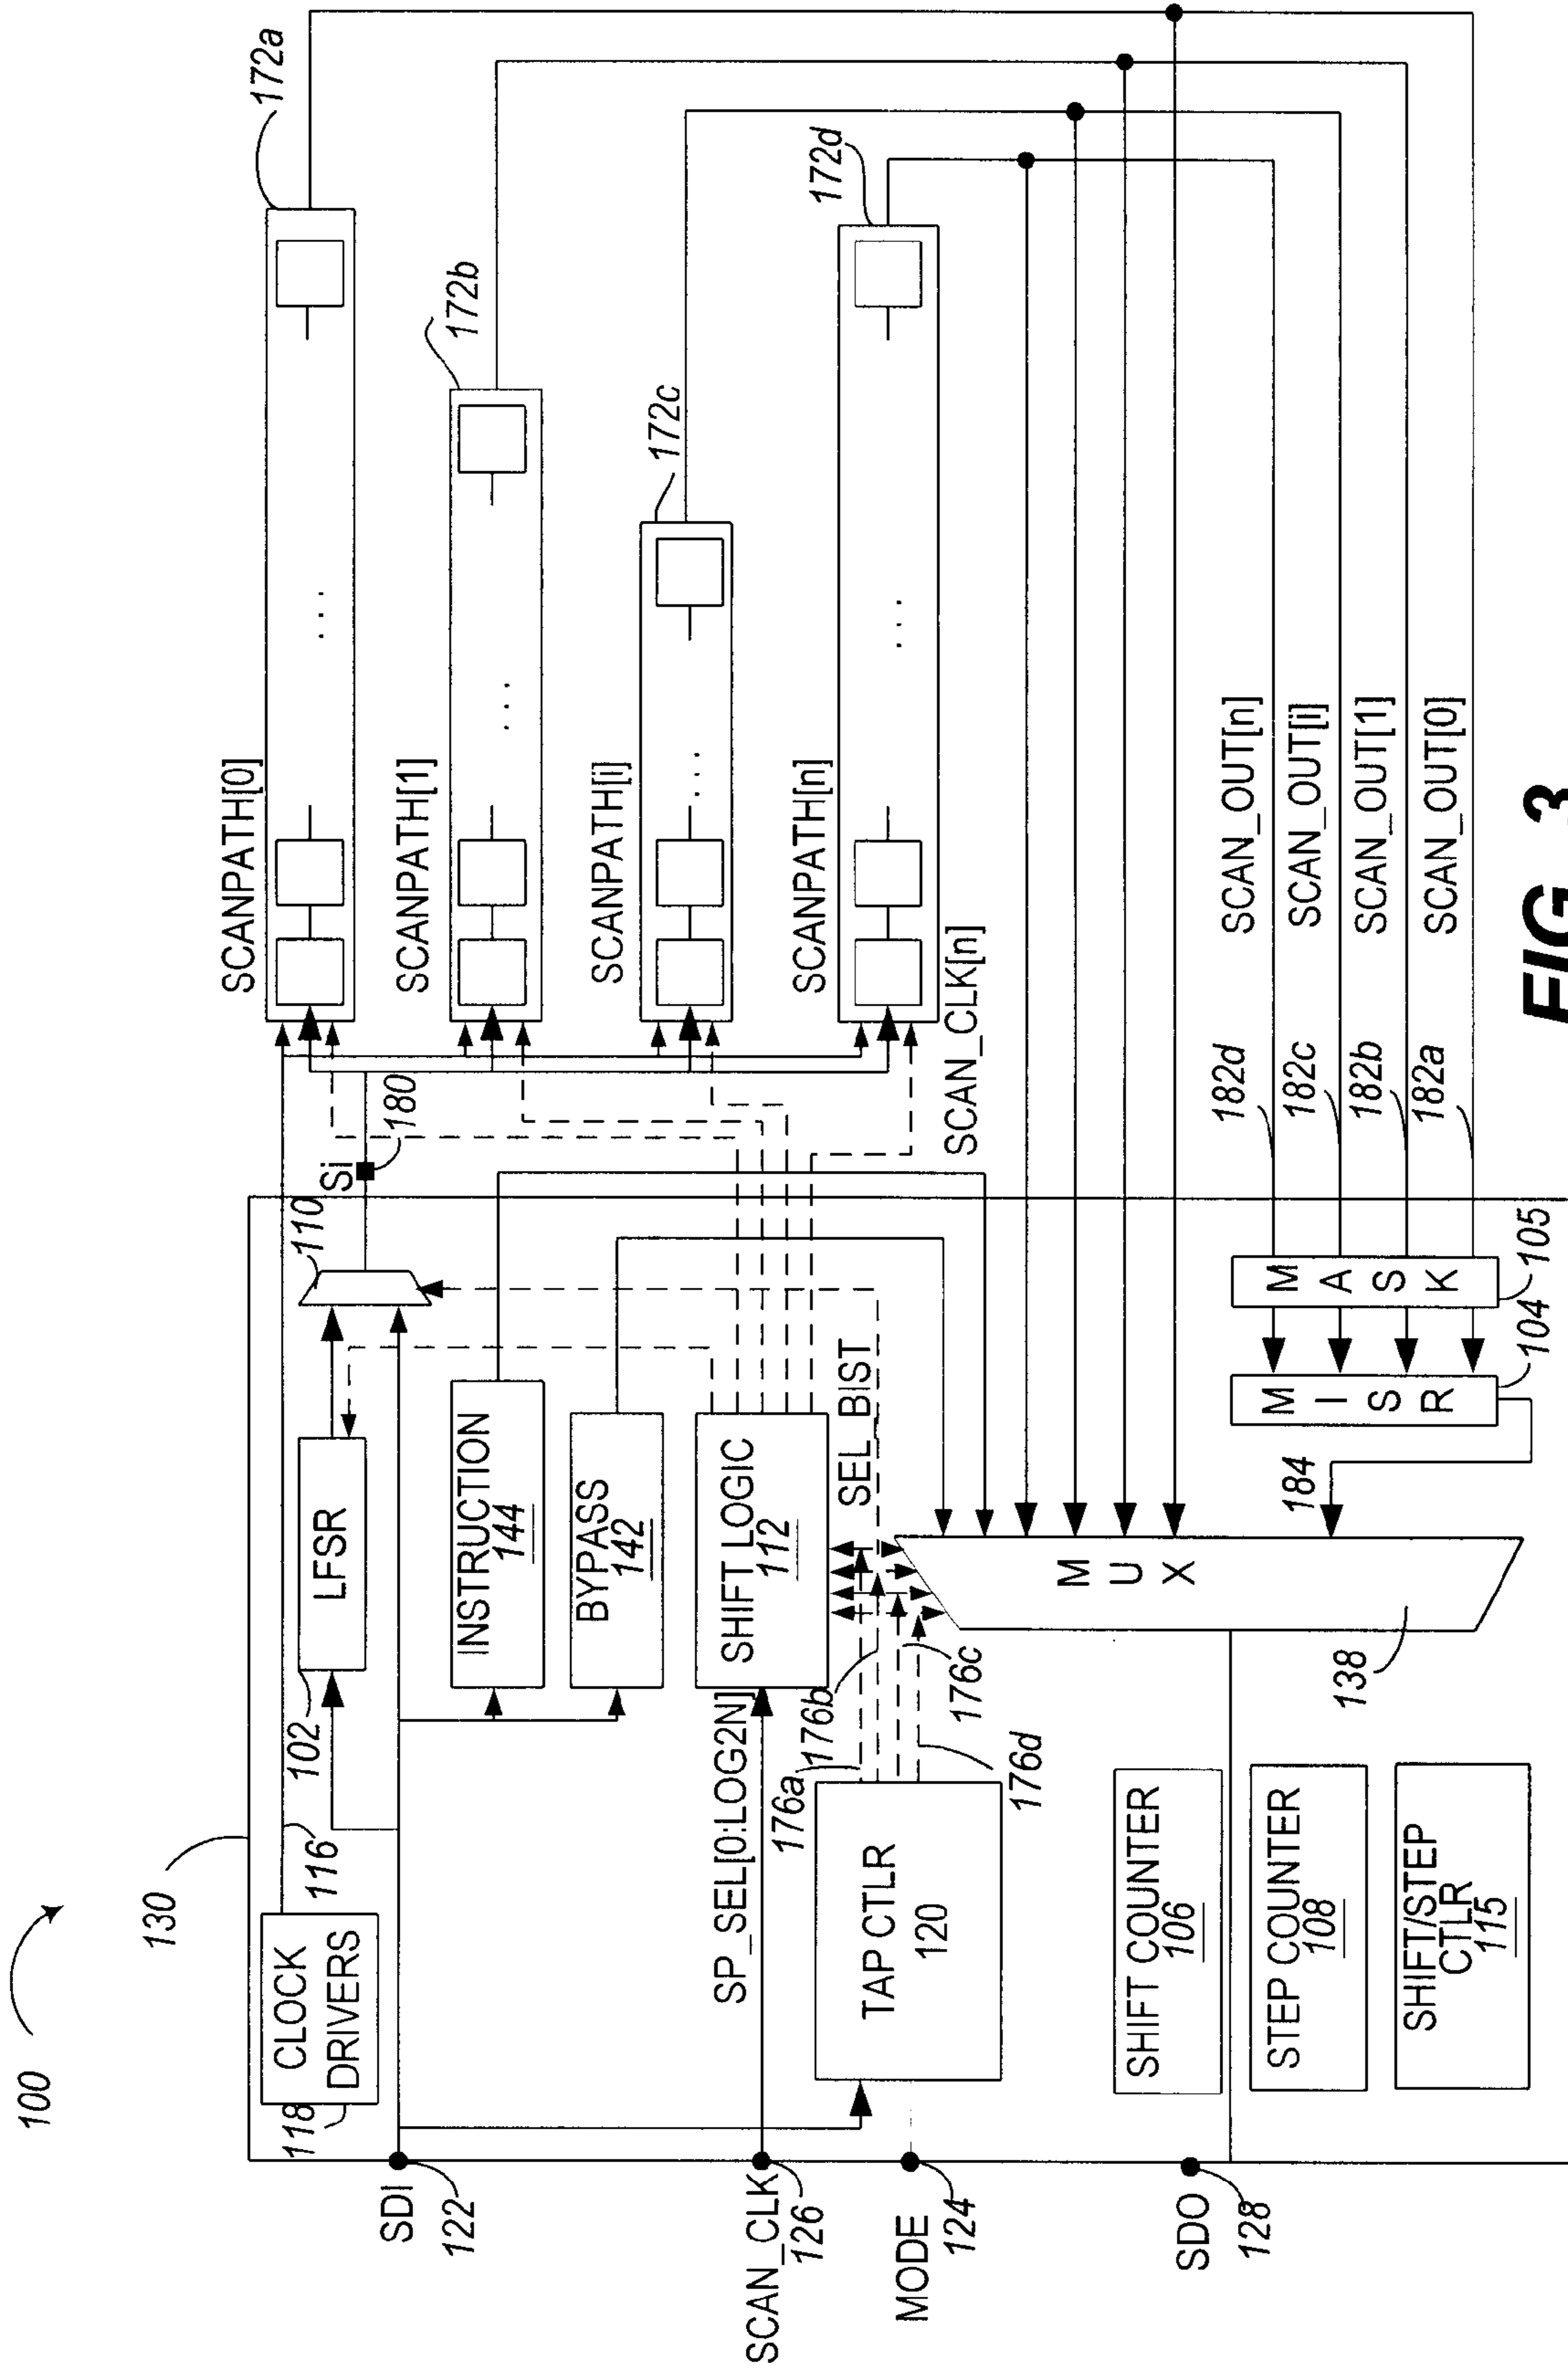 100
130
118
CLOCK
DRIVERS
116
102
LFSR
110
Si
180
SCANPATH[0]
172a
SDI
122
INSTRUCTION
144
SCANPATH[1]
172b
BYPASS
142
SCANPATH[i]
172c
SCAN_CLK
126
SP_SEL[0:LOG2N]
SHIFT LOGIC
112
SCANPATH[n]
172d
SEL_BIST
SCAN_CLK[n]
MODE
124
TAP CTLR
120
176a
176b
176c
176d
SDO
128
MUX
138
SHIFT COUNTER
106
STEP COUNTER
108
SHIFT/STEP
CTLR
115
184
MISR
104
MASK
105
182d
SCAN_OUT[n]
182c
SCAN_OUT[i]
182b
SCAN_OUT[1]
182a
SCAN_OUT[0]
FIG. 3